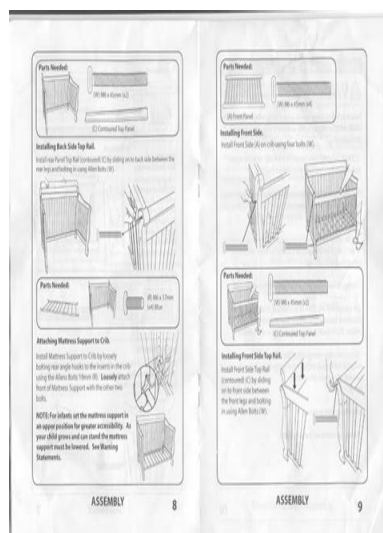 Parts Needed:
(W) M6 x 45mm (x2)
(C) Contoured Top Panel
Installing Back Side Top Rail.
Install rear Panel Top Rail (contoured) (C) by sliding on to back side between the
rear legs and bolting in using Allen Bolts (W).
Parts Needed:
(x4) Blue
Attaching Mattress Support to Crib.
Install Mattress Support to Crib by loosely
bolting rear angle hooks to the inserts in the crib
using the Allens Bolts 16mm (R). Loosely attach
front of Mattress Support with the other two
bolts.
NOTE: For infants set the mattress support in
an upper position for greater accessibility. As
your child grows and can stand the mattress
support must be lowered. See Warning
Statements.
ASSEMBLY
8
Parts Needed:
(W) M6 x 45mm (x4)
(A) Front Panel
Installing Front Side.
Install Front Side (A) on crib using four bolts (W).
Parts Needed:
(W) M6 x 45mm (x2)
(C) Contoured Top Panel
Installing Front Side Top Rail.
Install Front Side Top Rail
(contoured) (C) by sliding
on to front side between
the front legs and bolting
in using Allen Bolts (W).
ASSEMBLY
9